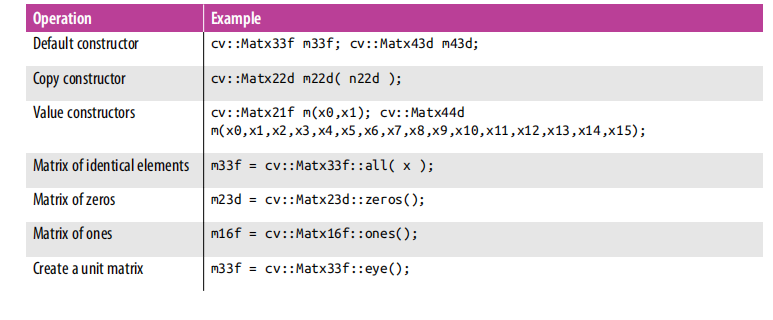 Operation Example
Default constructor cv::Matx33f m33f; cv::Matx43d m43d;
Copy constructor cv::Matx22d m22d( n22d );
Value constructors cv::Matx21f m(x0,x1); cv::Matx44d
m(x0,x1,x2,x3,x4,x5,x6,x7,x8,x9,x10,x11,x12,x13,x14,x15);
Matrix of identical elements m33f = cv::Matx33f::all( x );
Matrix of zeros m23d = cv::Matx23d::zeros();
Matrix of ones m16f = cv::Matx16f::ones();
Create a unit matrix m33f = cv::Matx33f::eye();